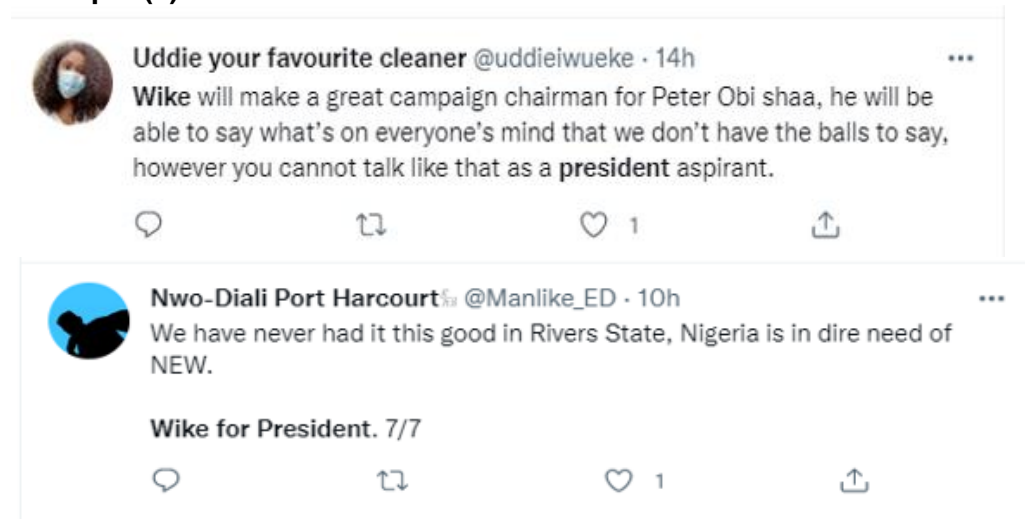 Uddie your favourite cleaner @uddieiwueke · 14h
Wike will make a great campaign chairman for Peter Obi shaa, he will be
able to say what's on everyone's mind that we don't have the balls to say,
however you cannot talk like that as a president aspirant.
1
Nwo-Diali Port Harcourt @Manlike_ED · 10h
We have never had it this good in Rivers State, Nigeria is in dire need of
NEW.
Wike for President. 7/7
1